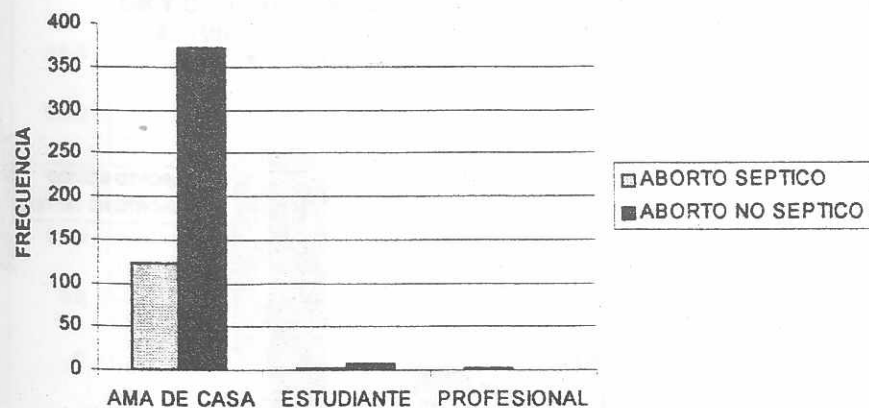 400
350
300
250
200
150
100
50
0
FRECUENCIA
AMA DE CASA
ESTUDIANTE
PROFESIONAL
ABORTO SEPTICO
ABORTO NO SEPTICO